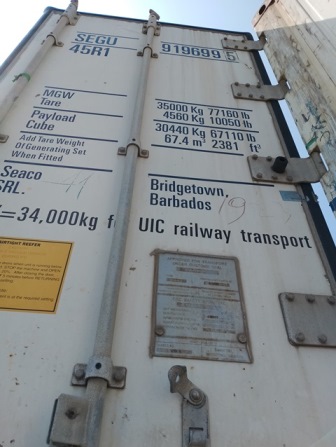 SEGU 919699 5
45R1
MGW 35000 Kg 77160 lb
Tare 4560 Kg 10050 lb
Payload 30440 Kg 67110 lb
Cube 67.4 m³ 2381 ft³
Add Tare Weight
Of Generating Set
When Fitted
Seaco
SRL.
Bridgetown,
Barbados
=34,000kg f UIC railway transport